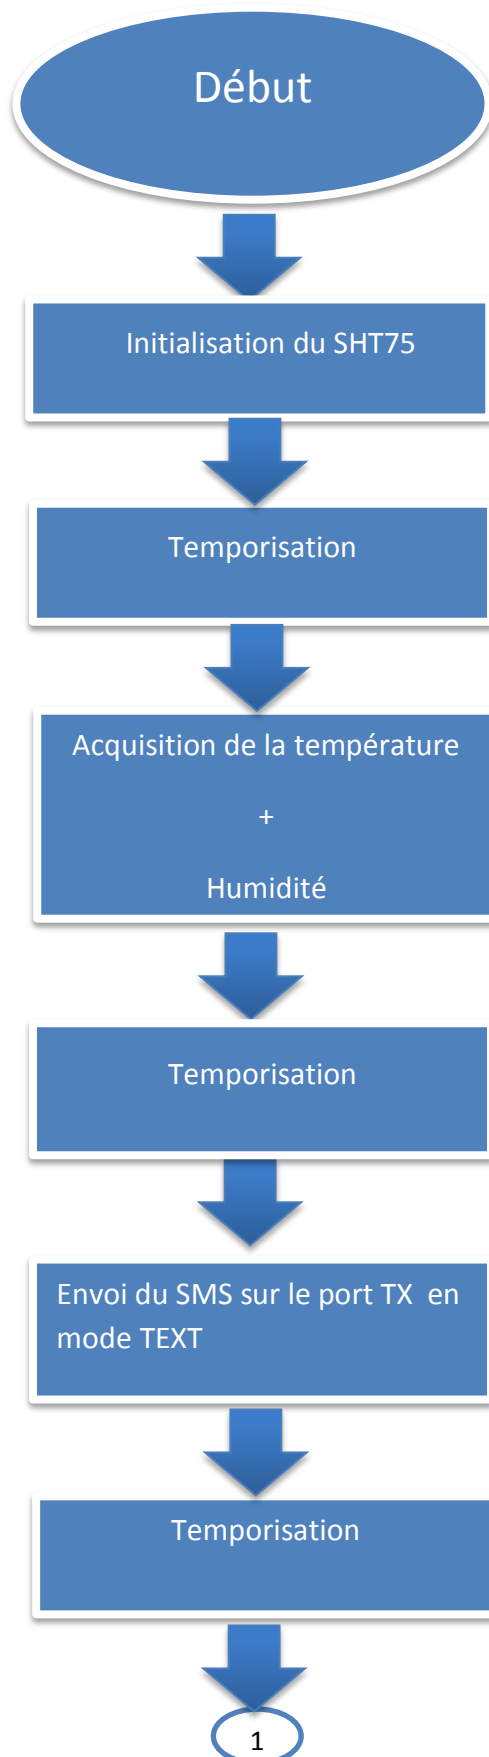 Début
Initialisation du SHT75
Temporisation
Acquisition de la température
+
Humidité
Temporisation
Envoi du SMS sur le port TX  en
mode TEXT
Temporisation
1